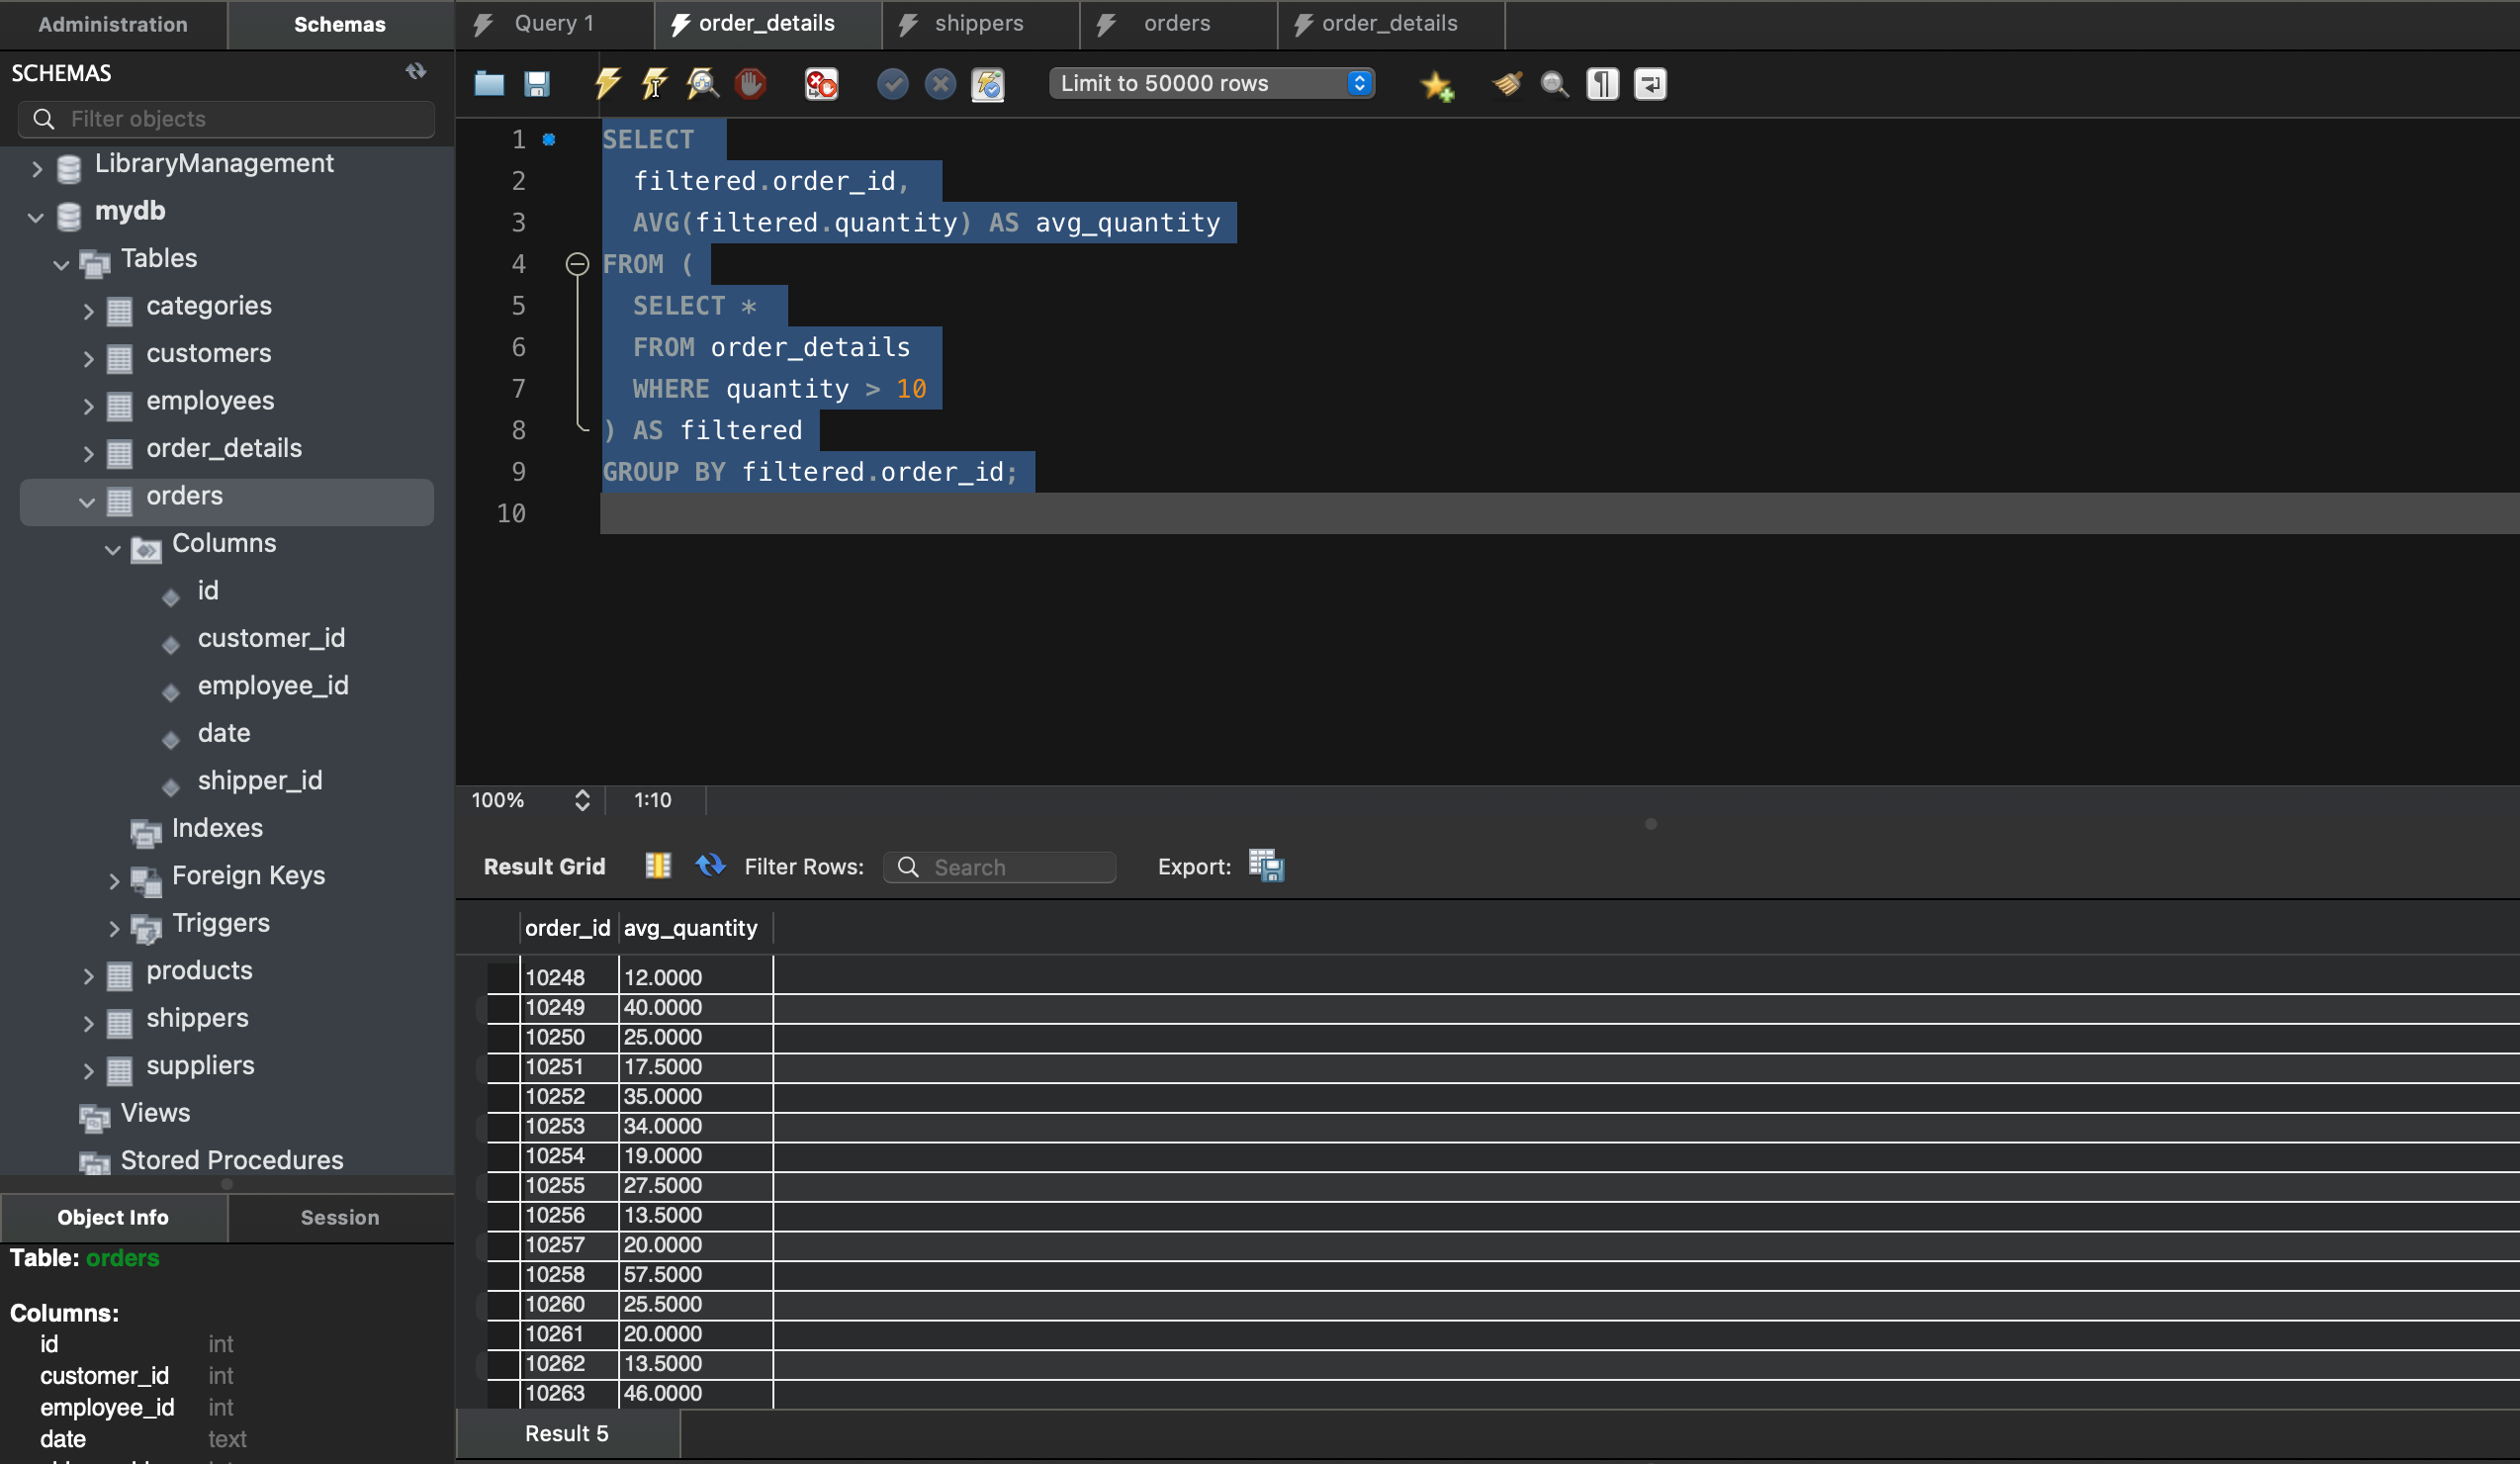 Administration
Schemas
Query 1
order_details
shippers
orders
order_details
SCHEMAS
Filter objects
Limit to 50000 rows
LibraryManagement
mydb
Tables
categories
customers
employees
order_details
orders
Columns
id
customer_id
employee_id
date
shipper_id
Indexes
Foreign Keys
Triggers
products
shippers
suppliers
Views
Stored Procedures
Object Info
Session
Table: orders
Columns:
id int
customer_id int
employee_id int
date text
1 SELECT
2 filtered.order_id,
3 AVG(filtered.quantity) AS avg_quantity
4 FROM (
5 SELECT *
6 FROM order_details
7 WHERE quantity > 10
8 ) AS filtered
9 GROUP BY filtered.order_id;
10
100%
1:10
Result Grid
Filter Rows:
Search
Export:
order_id avg_quantity
10248 12.0000
10249 40.0000
10250 25.0000
10251 17.5000
10252 35.0000
10253 34.0000
10254 19.0000
10255 27.5000
10256 13.5000
10257 20.0000
10258 57.5000
10260 25.5000
10261 20.0000
10262 13.5000
10263 46.0000
Result 5